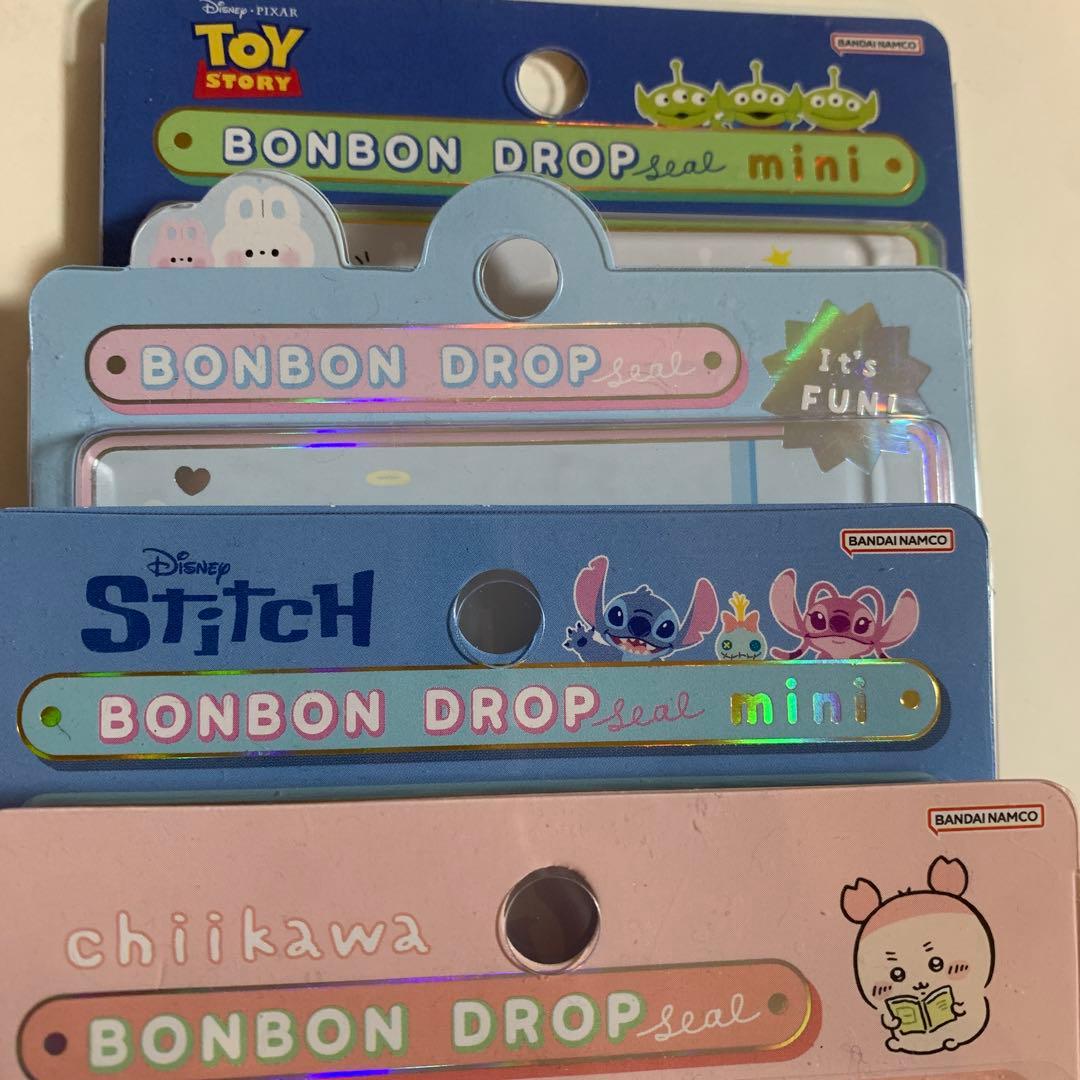 Disney · PIXAR
TOY
STORY
BANDAI NAMCO
BONBON DROP seal mini
BONBON DROP seal
It's
FUN!
Disney
Stitch
BANDAI NAMCO
BONBON DROP seal mini
BANDAI NAMCO
chiikawa
BONBON DROP seal